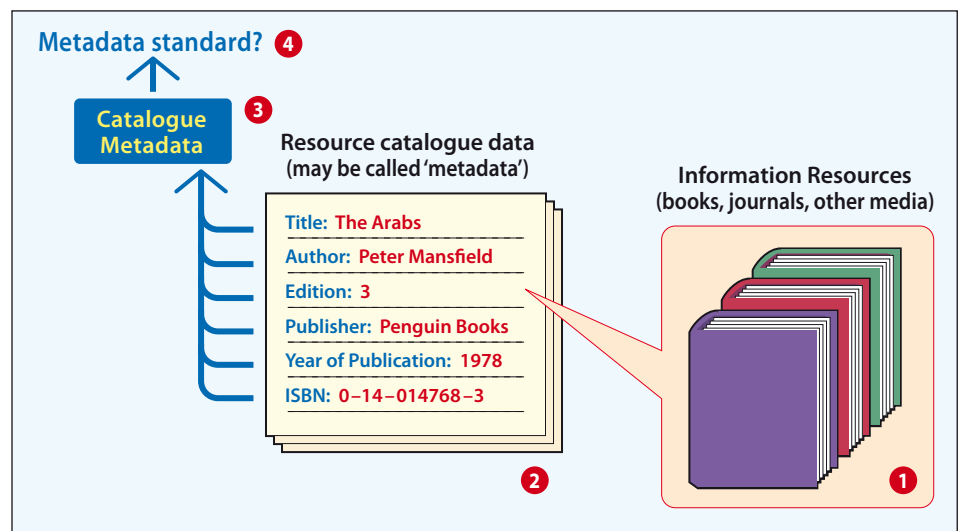 Metadata standard? 4
Catalogue
Metadata
3
Resource catalogue data
(may be called 'metadata')
Title: The Arabs
Author: Peter Mansfield
Edition: 3
Publisher: Penguin Books
Year of Publication: 1978
ISBN: 0–14–014768–3
2
Information Resources
(books, journals, other media)
1